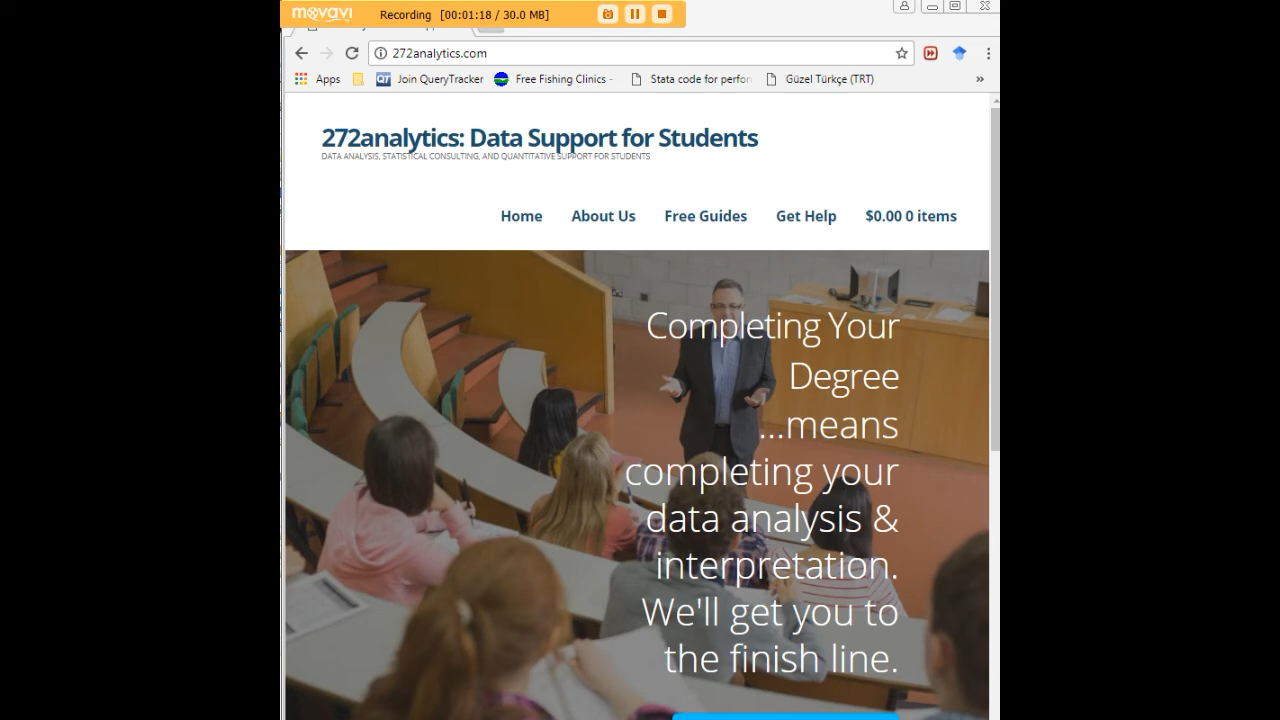 movavi Recording [00:01:18 / 30.0 MB]
272analytics.com
Apps QT Join QueryTracker Free Fishing Clinics - Stata code for perfor Güzel Türkçe (TRT) »
272analytics: Data Support for Students
DATA ANALYSIS, STATISTICAL CONSULTING, AND QUANTITATIVE SUPPORT FOR STUDENTS
Home About Us Free Guides Get Help $0.00 0 items
Completing Your
Degree
...means
completing your
data analysis &
interpretation.
We'll get you to
the finish line.